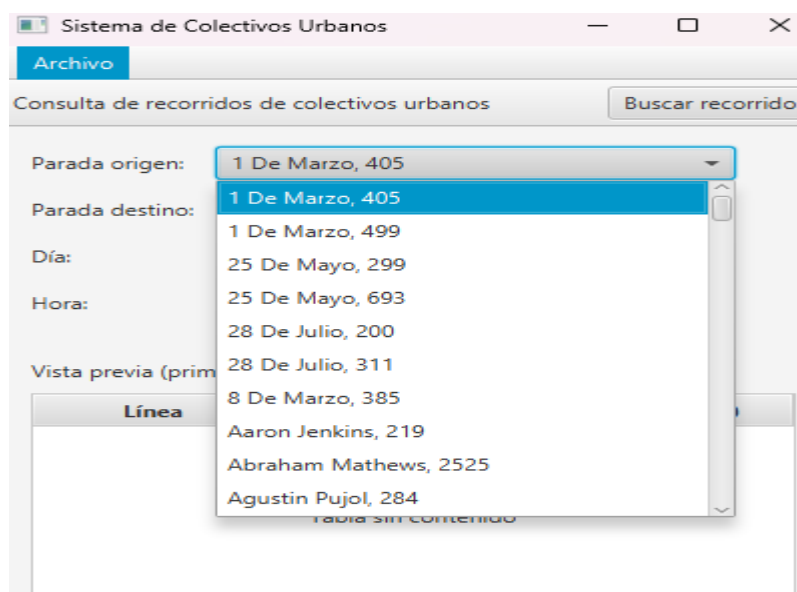 Sistema de Colectivos Urbanos
Archivo
Consulta de recorridos de colectivos urbanos
Buscar recorrido
Parada origen:
1 De Marzo, 405
Parada destino:
Día:
Hora:
1 De Marzo, 405
1 De Marzo, 499
25 De Mayo, 299
25 De Mayo, 693
28 De Julio, 200
28 De Julio, 311
8 De Marzo, 385
Aaron Jenkins, 219
Abraham Mathews, 2525
Agustin Pujol, 284
Vista previa (prim
Línea
Tabla sin contenido